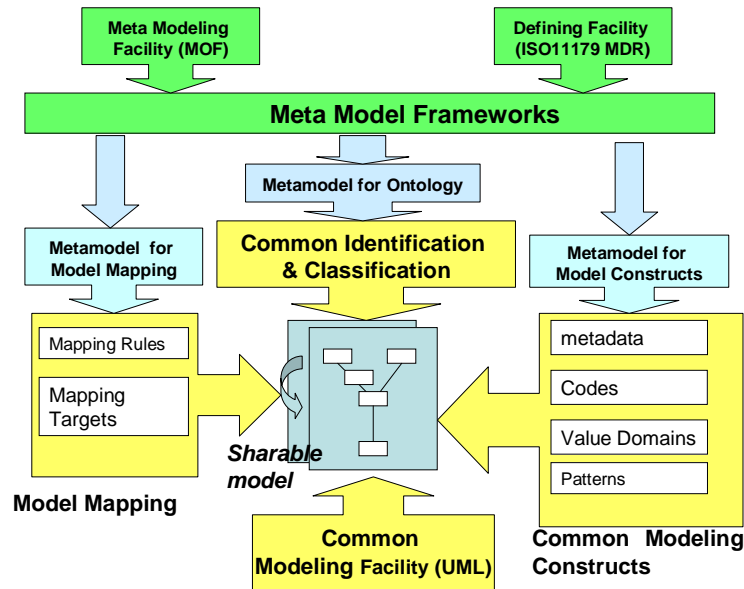 Meta Modeling
Facility (MOF)
Defining Facility
(ISO11179 MDR)
Meta Model Frameworks
Metamodel for Ontology
Common Identification
& Classification
Metamodel for
Model Mapping
Metamodel for
Model Constructs
Mapping Rules
Mapping
Targets
metadata
Codes
Value Domains
Patterns
Sharable
model
Model Mapping
Common
Modeling Facility (UML)
Common Modeling
Constructs